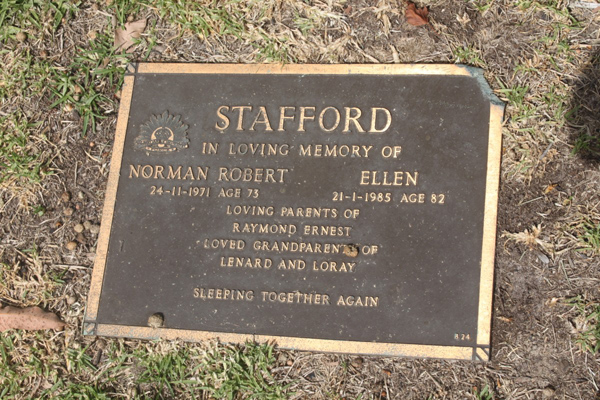 STAFFORD
IN LOVING MEMORY OF
NORMAN ROBERT ELLEN
24-11-1971 AGE 73 21-1-1985 AGE 82
LOVING PARENTS OF
RAYMOND ERNEST
LOVED GRANDPARENTS OF
LENARD AND LORAY
SLEEPING TOGETHER AGAIN